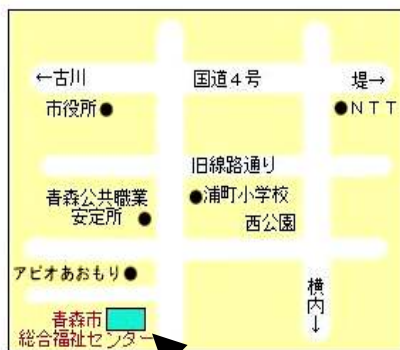 ←古川
国道4号
堤→
市役所●
●NTT
旧線路通り
青森公共職業
安定所●
●浦町小学校
西公園
アピオあおもり●
横内↓
青森市
総合福祉センター